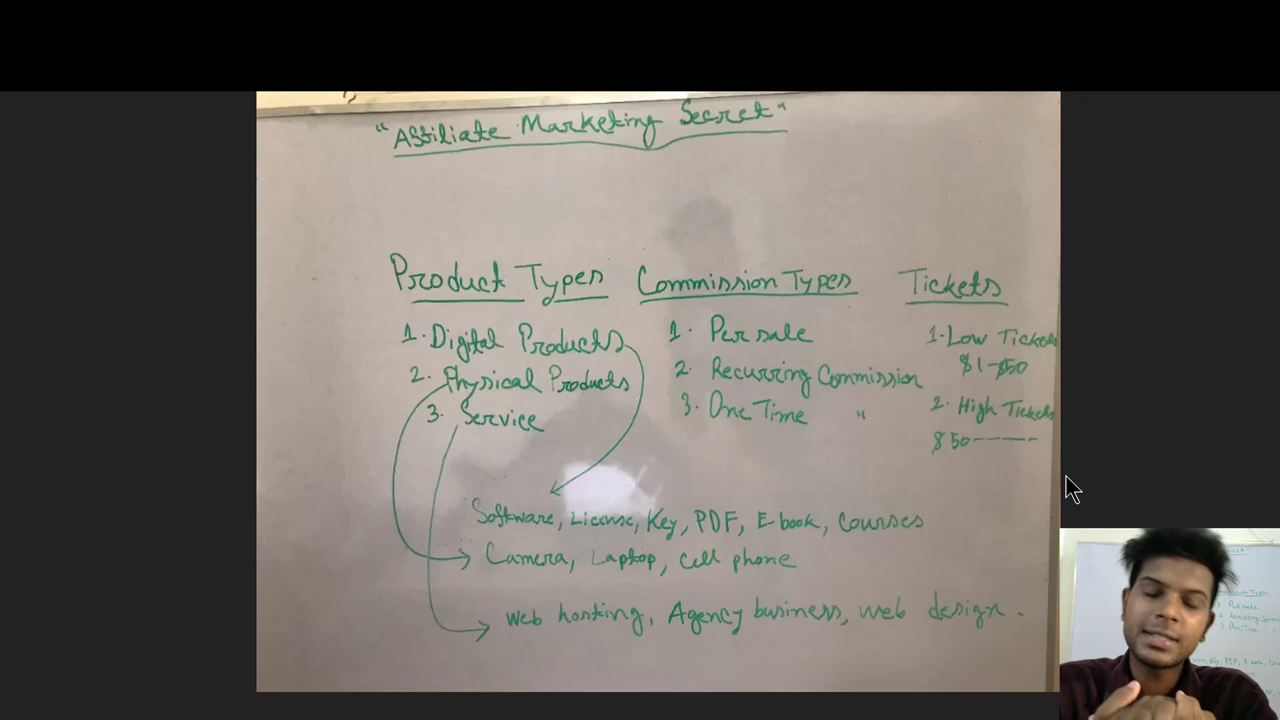 "Affiliate Marketing Secret"
Product Types Commission Types Tickets
1. Digital Products 1. Per sale 1. Low Tickets
2. Physical Products 2. Recurring Commission $1-$50
3. Service 3. One Time " 2. High Tickets
$50------
Software, License, Key, PDF, E book, Courses
Camera, Laptop, Cell phone
Web hosting, Agency business, web design.